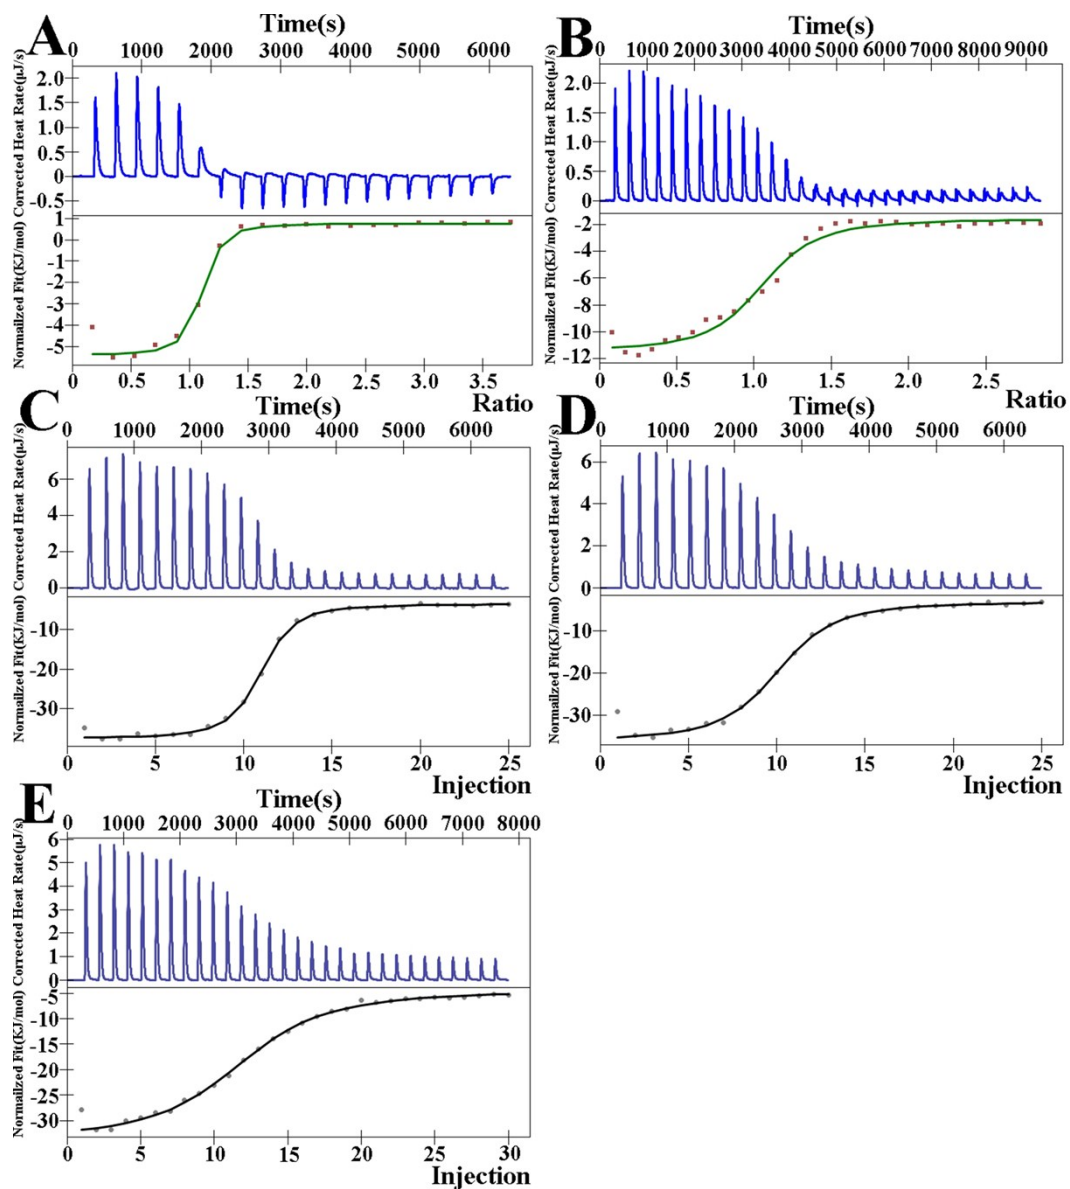 A
Time(s)
0 1000 2000 3000 4000 5000 6000
Corrected Heat Rate(µJ/s)
2.0
1.5
1.0
0.5
0
-0.5
Normailzed Fit(KJ/mol)
1
0
-1
-2
-3
-4
-5
0 0.5 1.0 1.5 2.0 2.5 3.0 3.5
Ratio
B
Time(s)
0 1000 2000 3000 4000 5000 6000 7000 8000 9000
Corrected Heat Rate(µJ/s)
2.0
1.5
1.0
0.5
0
Normailzed Fit(KJ/mol)
-2
-4
-6
-8
-10
-12
0 0.5 1.0 1.5 2.0 2.5
Ratio
C
Time(s)
0 1000 2000 3000 4000 5000 6000
Corrected Heat Rate(µJ/s)
6
4
2
0
Normailzed Fit(KJ/mol)
-10
-20
-30
0 5 10 15 20 25
Injection
D
Time(s)
0 1000 2000 3000 4000 5000 6000
Corrected Heat Rate(µJ/s)
6
4
2
0
Normailzed Fit(KJ/mol)
-10
-20
-30
0 5 10 15 20 25
Injection
E
Time(s)
0 1000 2000 3000 4000 5000 6000 7000 8000
Corrected Heat Rate(µJ/s)
6
5
4
3
2
1
0
Normailzed Fit(KJ/mol)
-5
-10
-15
-20
-25
-30
0 5 10 15 20 25 30
Injection